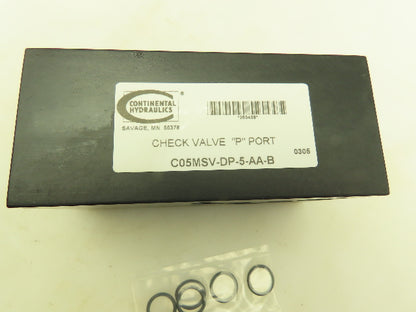 CONTINENTAL
HYDRAULICS
®
SAVAGE, MN 55378
CHECK VALVE "P" PORT
C05MSV-DP-5-AA-B
0305